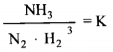 NH₃
N₂ · H₂ ³ = K